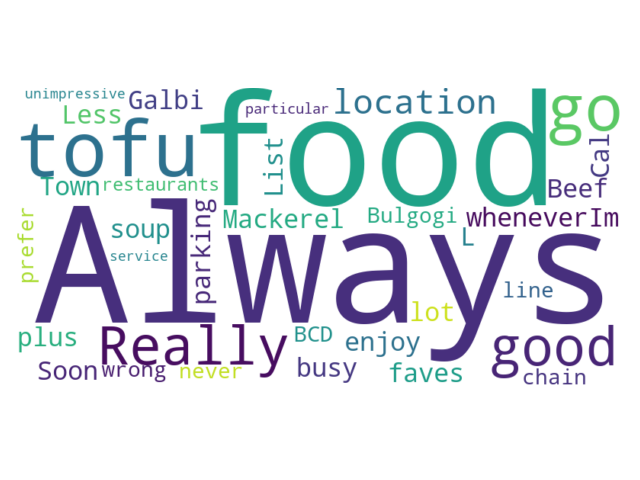 unimpressive
Galbi
particular
location
go
Less
food
tofu
List
Cal
Town
restaurants
Beef
prefer
soup
parking
Mackerel
Bulgogi
wheneverIm
Always
L
service
line
lot
plus
Really
BCD
enjoy
good
Soon
wrong
never
busy
faves
chain